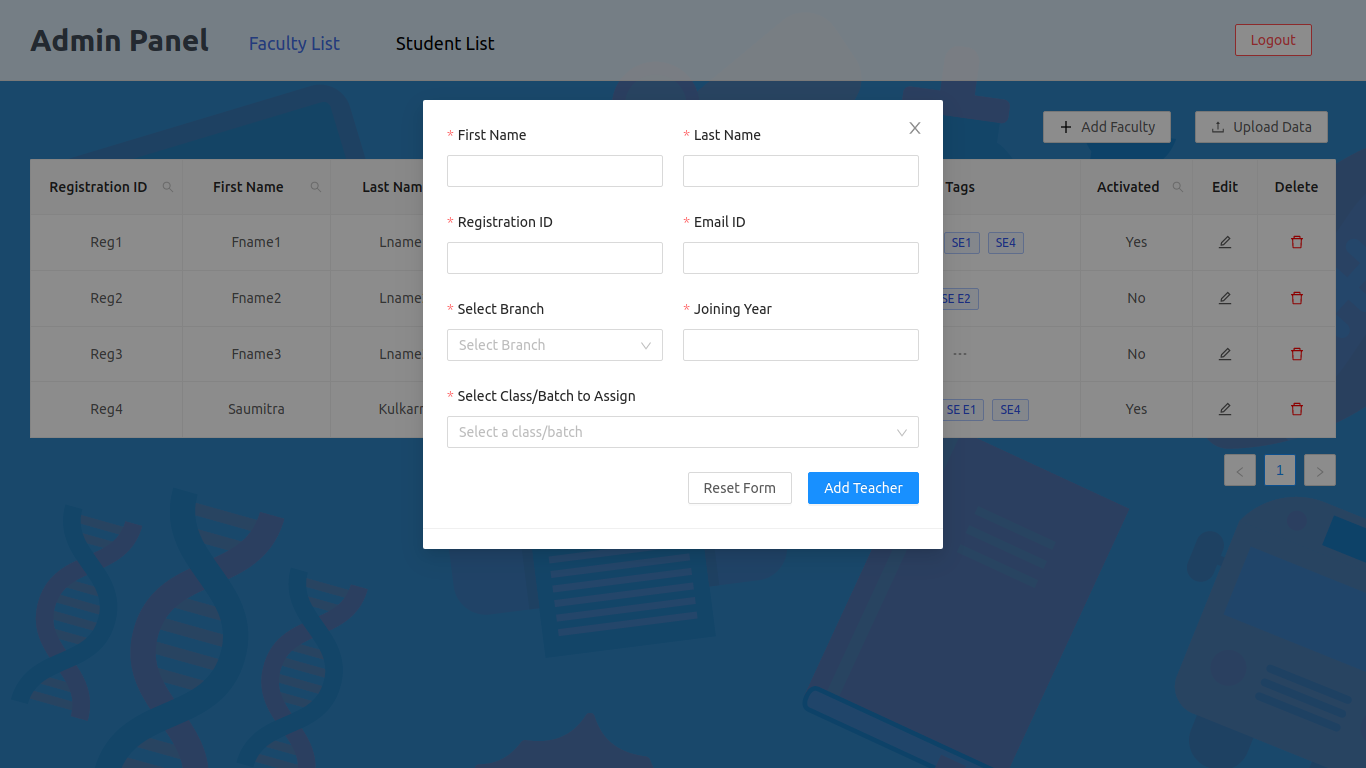 Admin Panel Faculty List Student List Logout
Add Faculty Upload Data
Registration ID First Name Last Nam Tags Activated Edit Delete
Reg1 Fname1 Lname SE1 SE4 Yes
Reg2 Fname2 Lname SE E2 No
Reg3 Fname3 Lname --- No
Reg4 Saumitra Kulkarr SE E1 SE4 Yes
< 1 >
* First Name * Last Name
* Registration ID * Email ID
* Select Branch * Joining Year
Select Branch
* Select Class/Batch to Assign
Select a class/batch
Reset Form Add Teacher